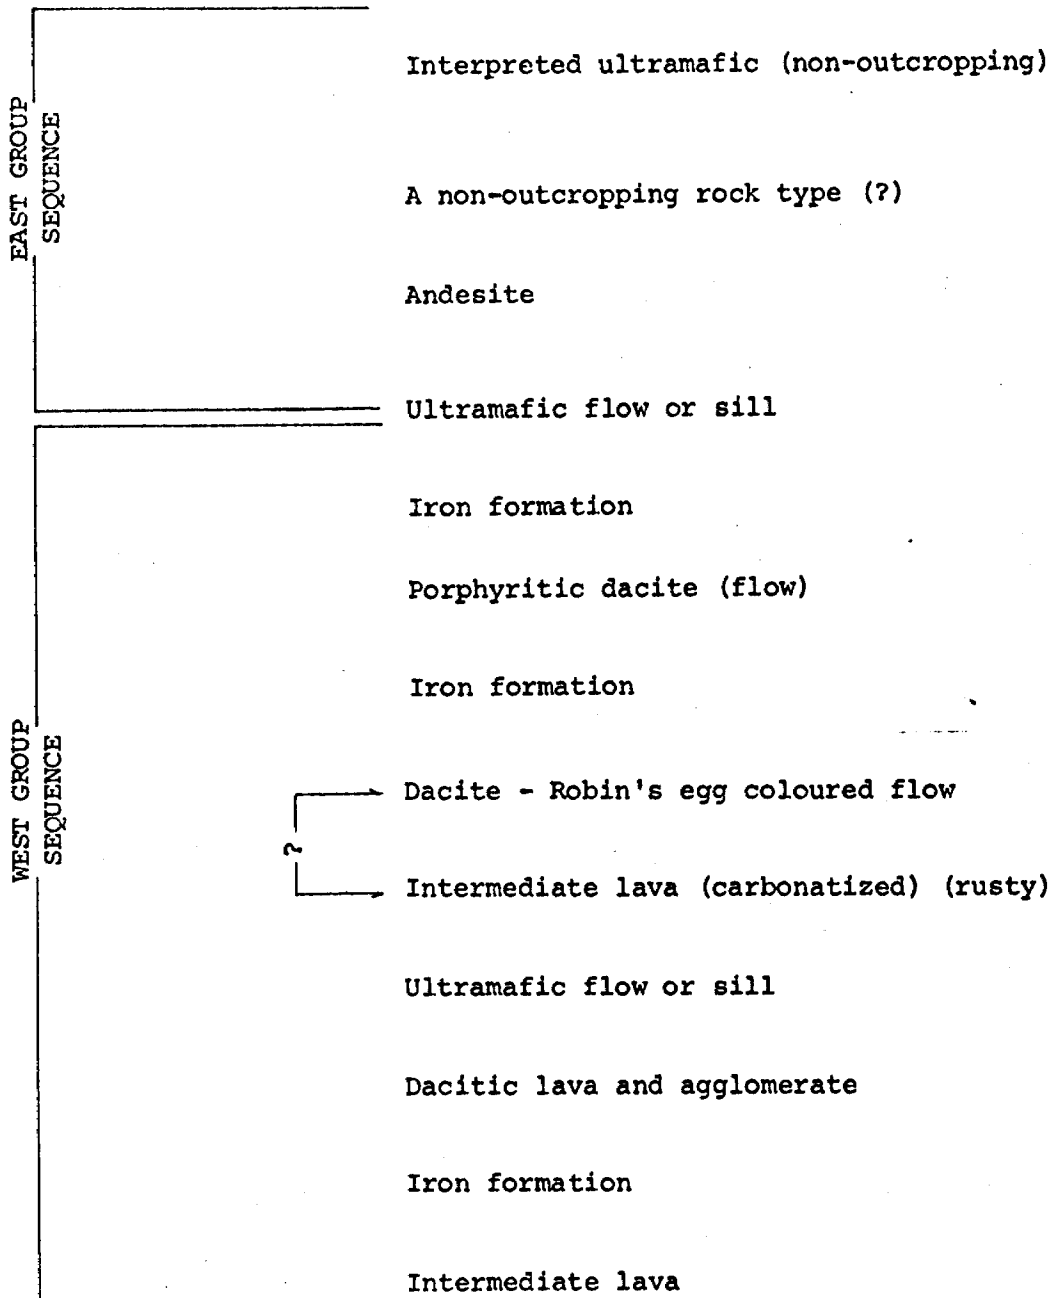 EAST GROUP
SEQUENCE
Interpreted ultramafic (non-outcropping)
A non-outcropping rock type (?)
Andesite
Ultramafic flow or sill
WEST GROUP
SEQUENCE
Iron formation
Porphyritic dacite (flow)
Iron formation
Dacite - Robin's egg coloured flow
?
Intermediate lava (carbonatized) (rusty)
Ultramafic flow or sill
Dacitic lava and agglomerate
Iron formation
Intermediate lava